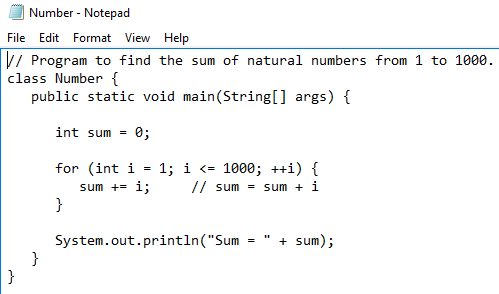 Number - Notepad
File Edit Format View Help
// Program to find the sum of natural numbers from 1 to 1000.
class Number {
   public static void main(String[] args) {

      int sum = 0;

      for (int i = 1; i <= 1000; ++i) {
         sum += i;     // sum = sum + i
      }

      System.out.println("Sum = " + sum);
   }
}